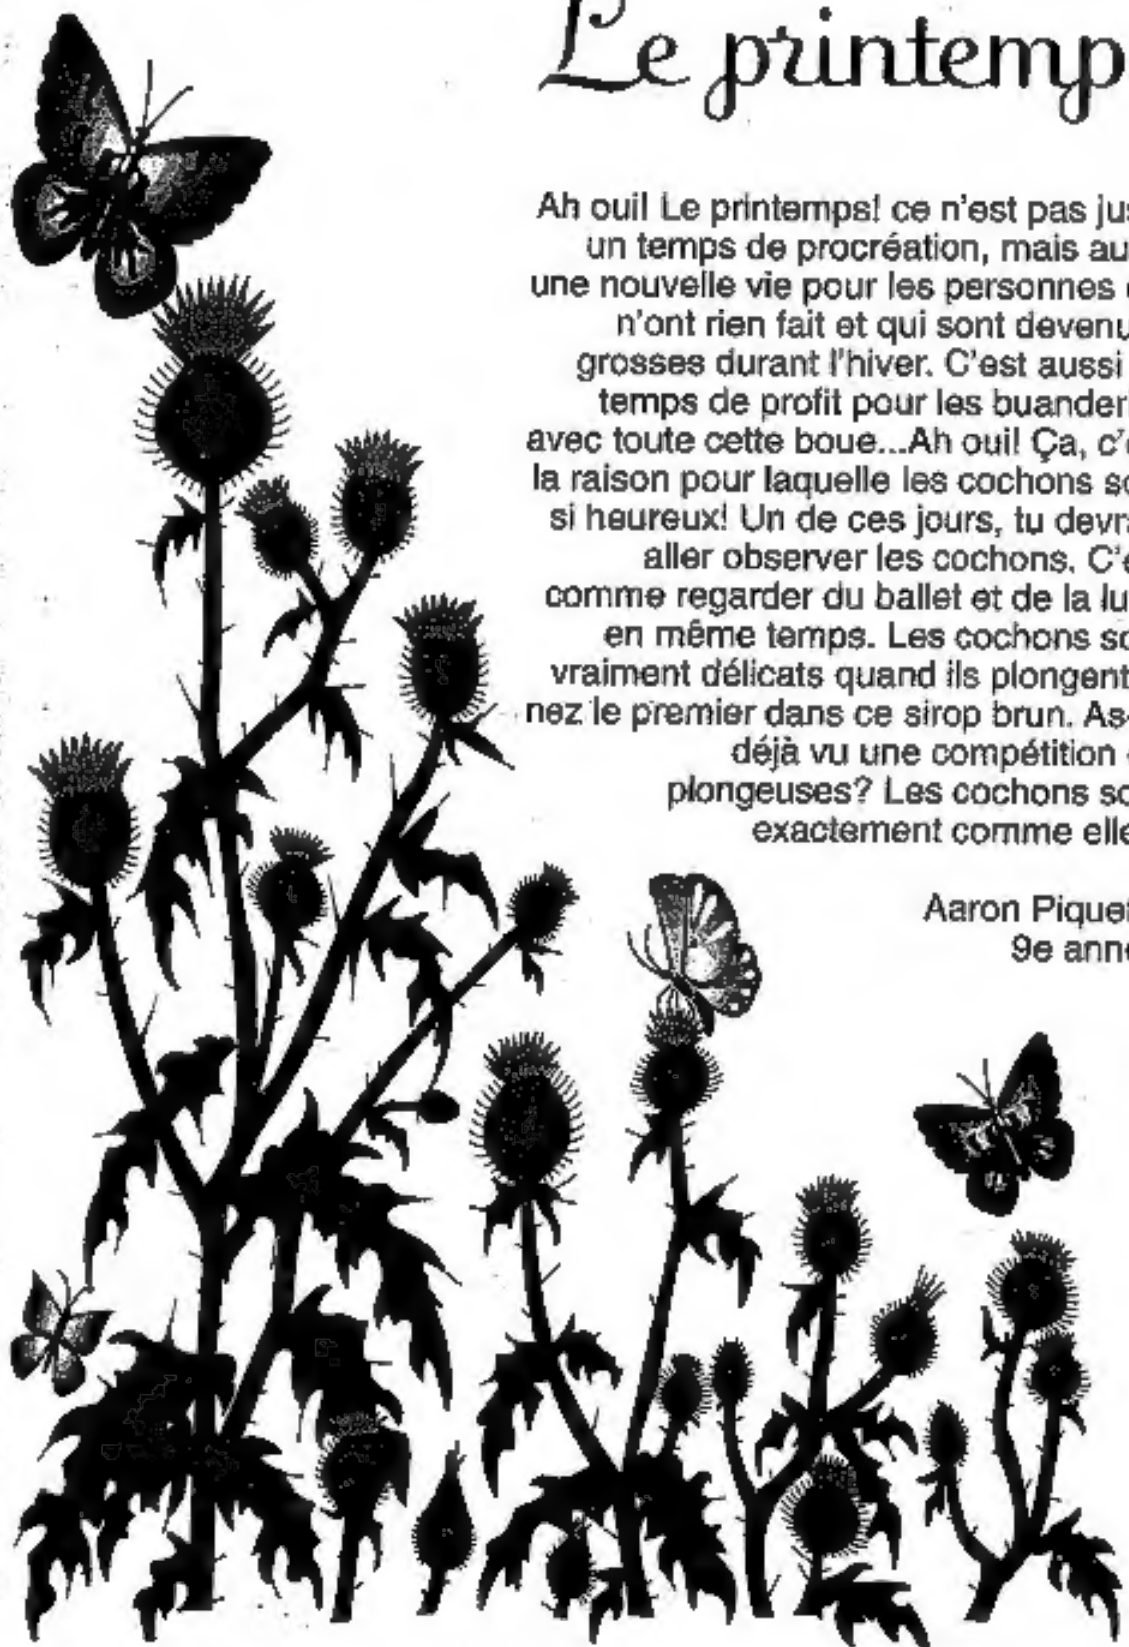 Le printemp
Ah oui! Le printemps! ce n'est pas jus
un temps de procréation, mais au
une nouvelle vie pour les personnes
n'ont rien fait et qui sont devenu
grosses durant l'hiver. C'est aussi
temps de profit pour les buanderi
avec toute cette boue...Ah oui! Ça, c'e
la raison pour laquelle les cochons so
si heureux! Un de ces jours, tu devra
aller observer les cochons. C'e
comme regarder du ballet et de la lu
en même temps. Les cochons so
vraiment délicats quand ils plongent
nez le premier dans ce sirop brun. As-
déjà vu une compétition
plongeuses? Les cochons so
exactement comme elle
Aaron Pique
9e anné